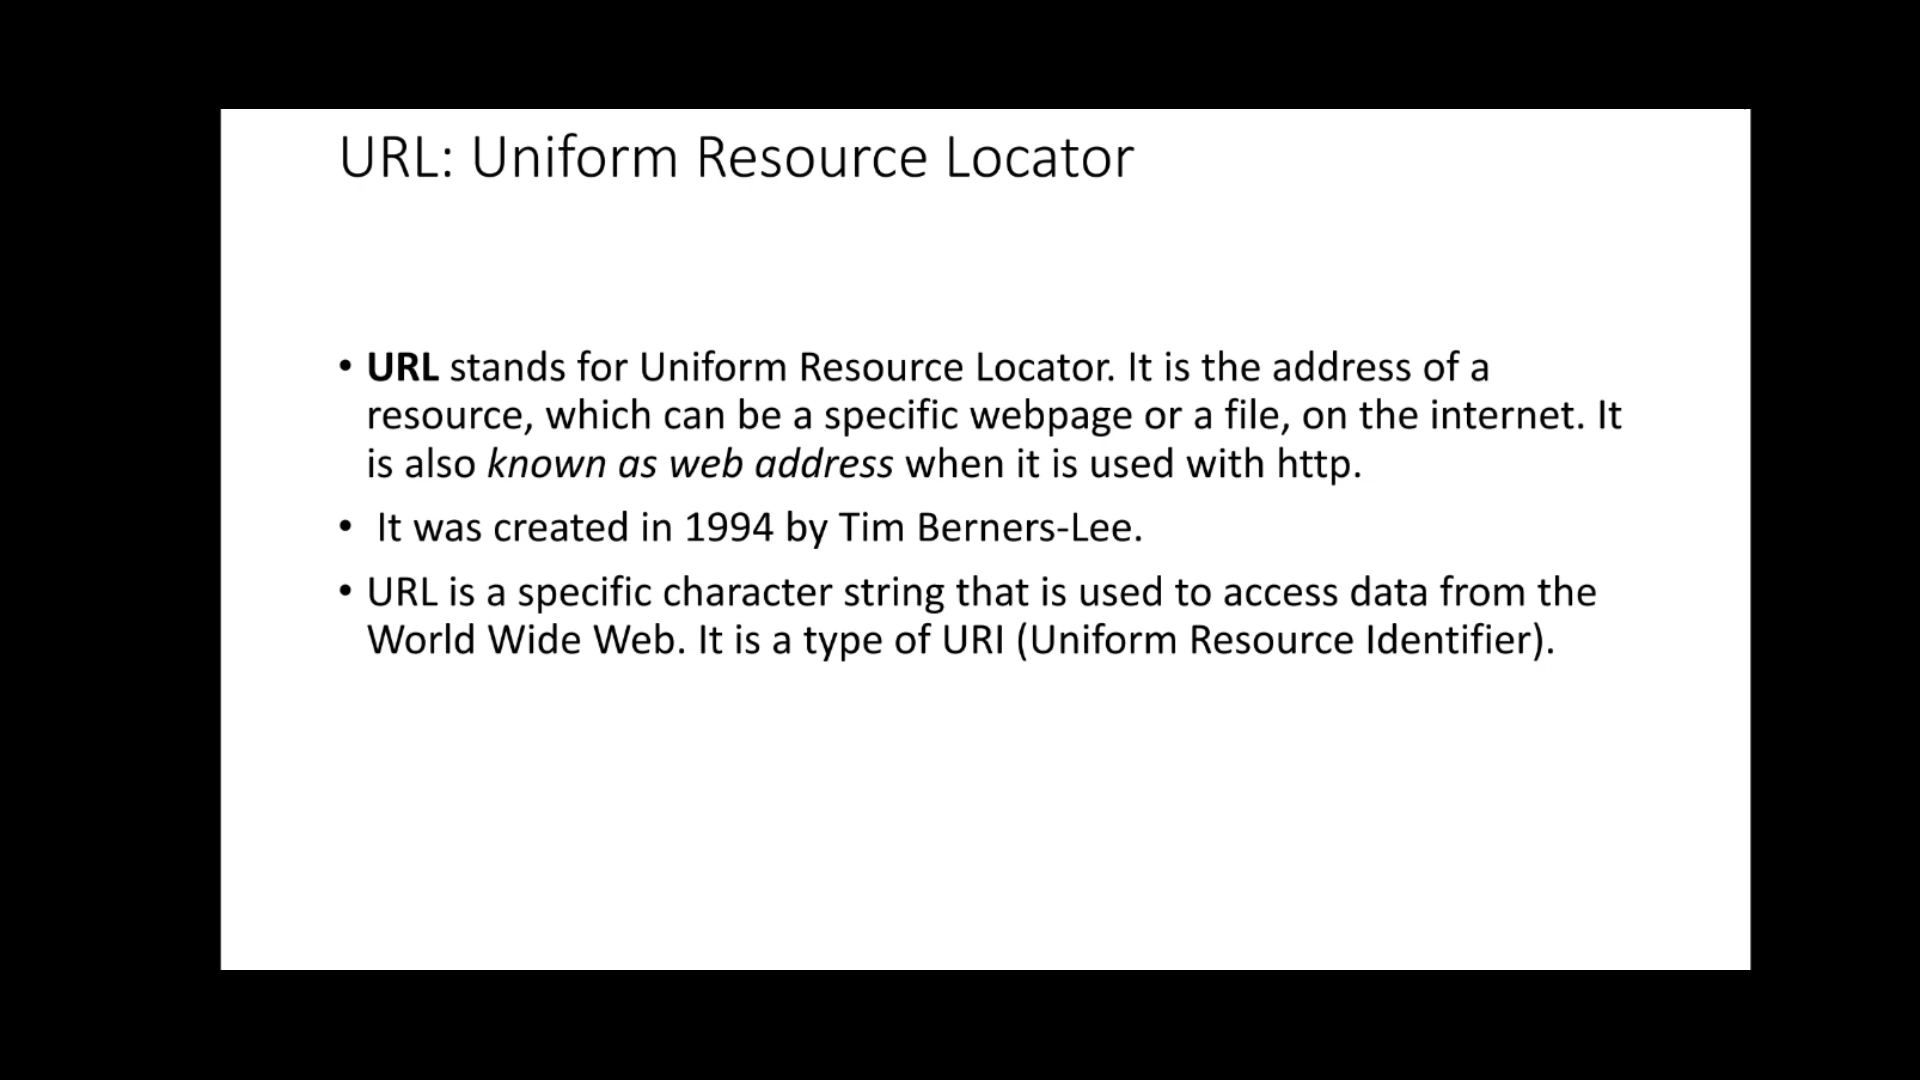 URL: Uniform Resource Locator
• URL stands for Uniform Resource Locator. It is the address of a
resource, which can be a specific webpage or a file, on the internet. It
is also known as web address when it is used with http.
• It was created in 1994 by Tim Berners-Lee.
• URL is a specific character string that is used to access data from the
World Wide Web. It is a type of URI (Uniform Resource Identifier).